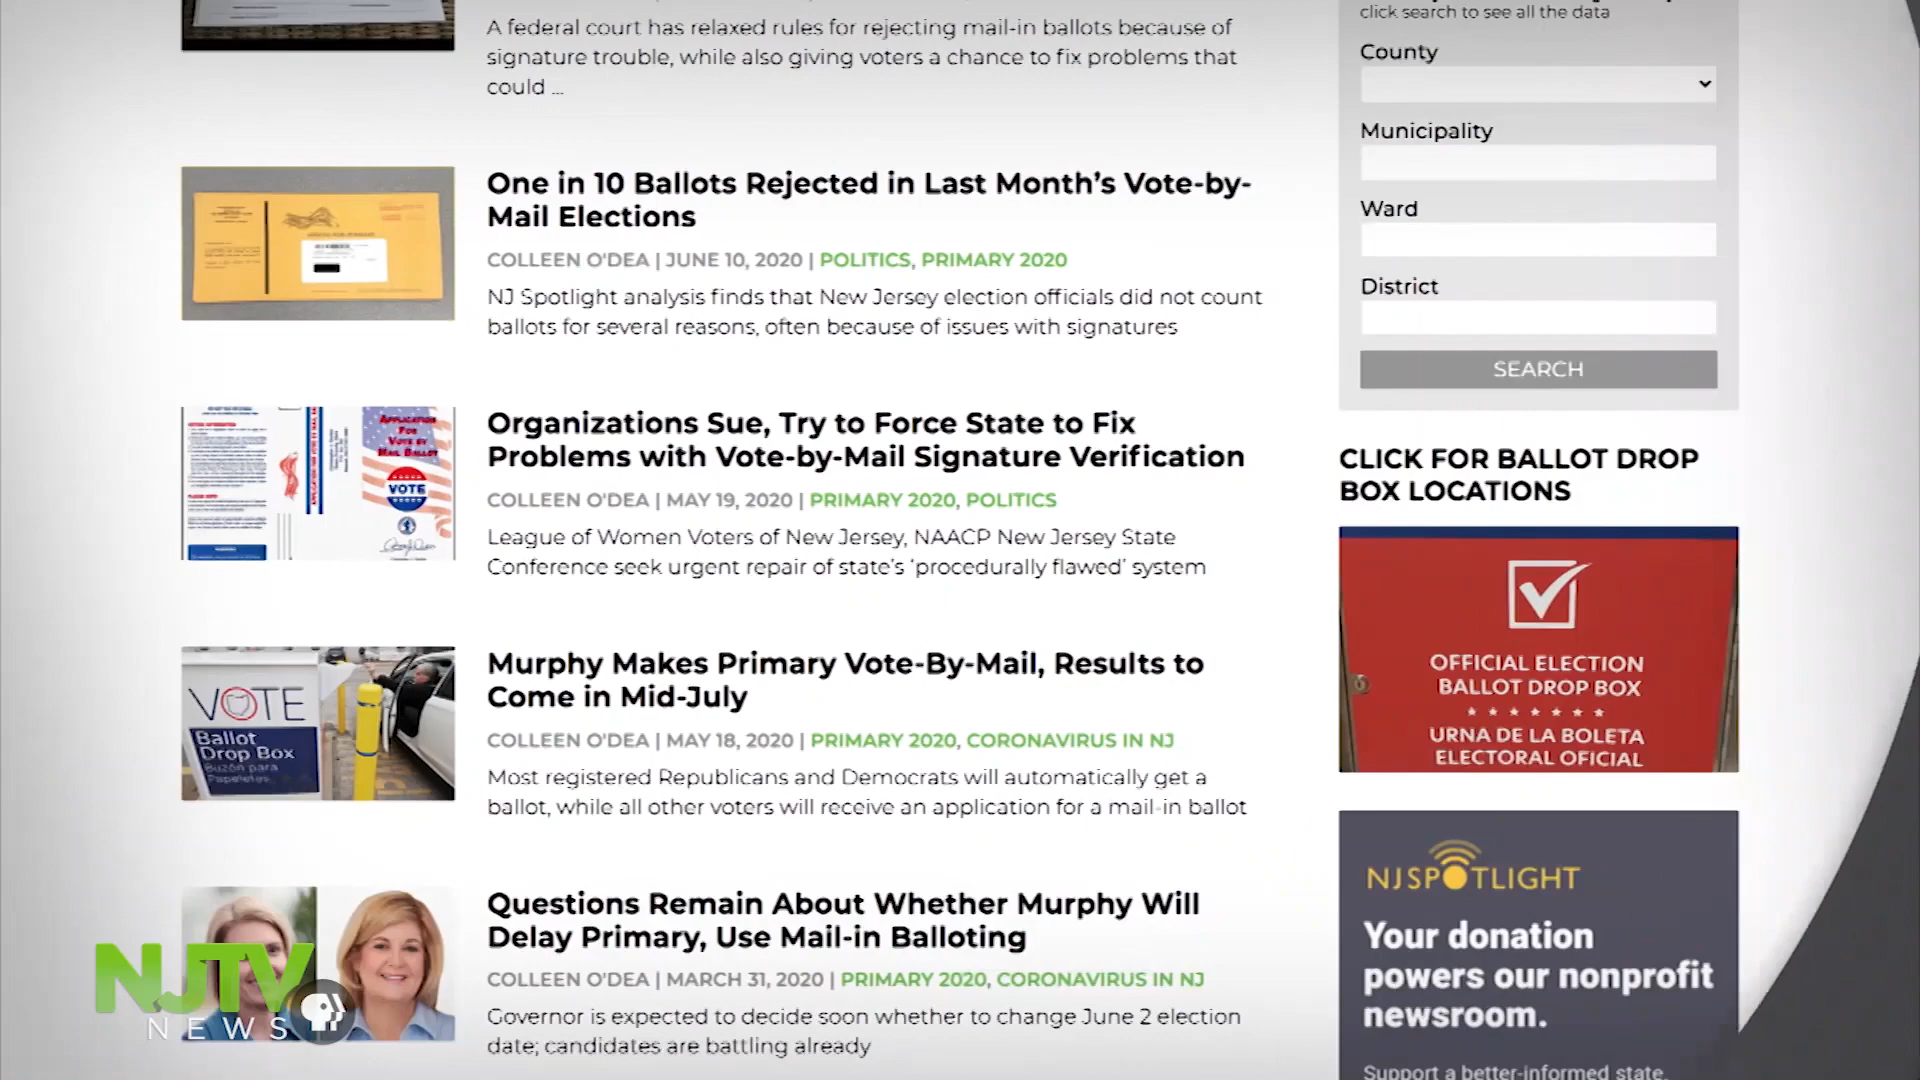 A federal court has relaxed rules for rejecting mail-in ballots because of
signature trouble, while also giving voters a chance to fix problems that
could ...
One in 10 Ballots Rejected in Last Month's Vote-by-
Mail Elections
COLLEEN O'DEA | JUNE 10, 2020 | POLITICS, PRIMARY 2020
NJ Spotlight analysis finds that New Jersey election officials did not count
ballots for several reasons, often because of issues with signatures
APPLICATION
FOR
VOTE BY
MAIL BALLOT
VOTE
Organizations Sue, Try to Force State to Fix
Problems with Vote-by-Mail Signature Verification
COLLEEN O'DEA | MAY 19, 2020 | PRIMARY 2020, POLITICS
League of Women Voters of New Jersey, NAACP New Jersey State
Conference seek urgent repair of state's 'procedurally flawed' system
VOTE
Ballot
Drop Box
Buzón para
Papeletas
Murphy Makes Primary Vote-By-Mail, Results to
Come in Mid-July
COLLEEN O'DEA | MAY 18, 2020 | PRIMARY 2020, CORONAVIRUS IN NJ
Most registered Republicans and Democrats will automatically get a
ballot, while all other voters will receive an application for a mail-in ballot
Questions Remain About Whether Murphy Will
Delay Primary, Use Mail-in Balloting
COLLEEN O'DEA | MARCH 31, 2020 | PRIMARY 2020, CORONAVIRUS IN NJ
Governor is expected to decide soon whether to change June 2 election
date; candidates are battling already
NJTV
NEWS
click search to see all the data
County
Municipality
Ward
District
SEARCH
CLICK FOR BALLOT DROP
BOX LOCATIONS
OFFICIAL ELECTION
BALLOT DROP BOX
URNA DE LA BOLETA
ELECTORAL OFICIAL
NJSPOTLIGHT
Your donation
powers our nonprofit
newsroom.
Support a better-informed state.